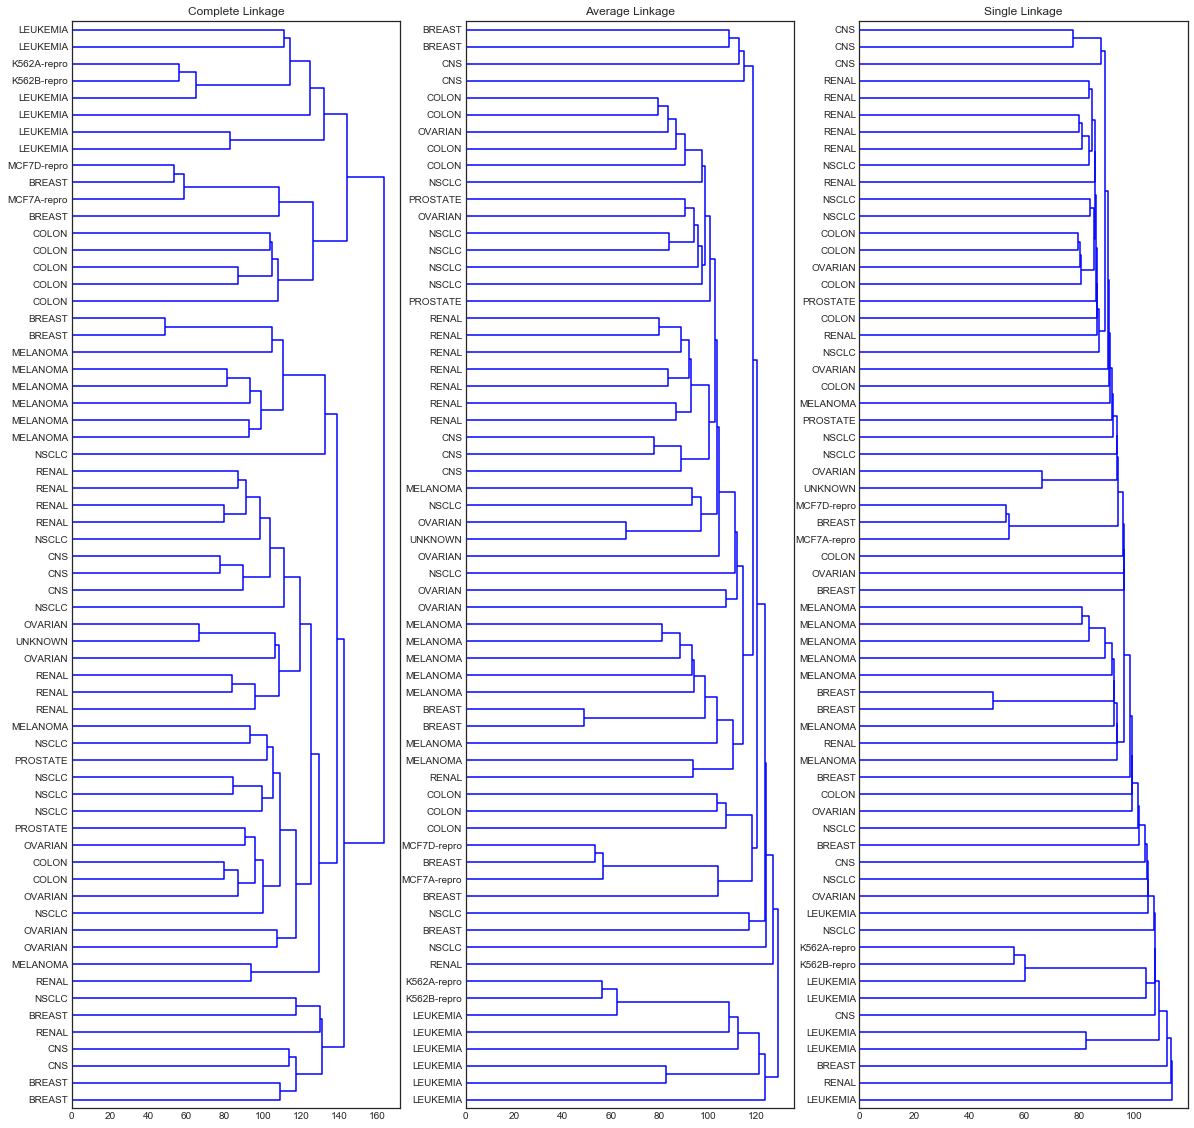 Complete Linkage
LEUKEMIA
LEUKEMIA
K562A-repro
K562B-repro
LEUKEMIA
LEUKEMIA
LEUKEMIA
LEUKEMIA
MCF7D-repro
BREAST
MCF7A-repro
BREAST
COLON
COLON
COLON
COLON
COLON
BREAST
BREAST
MELANOMA
MELANOMA
MELANOMA
MELANOMA
MELANOMA
MELANOMA
NSCLC
RENAL
RENAL
RENAL
RENAL
NSCLC
CNS
CNS
CNS
NSCLC
OVARIAN
UNKNOWN
OVARIAN
RENAL
RENAL
RENAL
MELANOMA
NSCLC
PROSTATE
NSCLC
NSCLC
NSCLC
PROSTATE
OVARIAN
COLON
COLON
OVARIAN
NSCLC
OVARIAN
OVARIAN
MELANOMA
RENAL
NSCLC
BREAST
RENAL
CNS
CNS
BREAST
BREAST
0 20 40 60 80 100 120 140 160
Average Linkage
BREAST
BREAST
CNS
CNS
COLON
COLON
OVARIAN
COLON
COLON
NSCLC
PROSTATE
OVARIAN
NSCLC
NSCLC
NSCLC
NSCLC
PROSTATE
RENAL
RENAL
RENAL
RENAL
RENAL
RENAL
RENAL
CNS
CNS
CNS
MELANOMA
NSCLC
OVARIAN
UNKNOWN
OVARIAN
NSCLC
OVARIAN
OVARIAN
MELANOMA
MELANOMA
MELANOMA
MELANOMA
MELANOMA
BREAST
BREAST
MELANOMA
MELANOMA
RENAL
COLON
COLON
COLON
MCF7D-repro
BREAST
MCF7A-repro
BREAST
NSCLC
BREAST
NSCLC
RENAL
K562A-repro
K562B-repro
LEUKEMIA
LEUKEMIA
LEUKEMIA
LEUKEMIA
LEUKEMIA
LEUKEMIA
0 20 40 60 80 100 120
Single Linkage
CNS
CNS
CNS
RENAL
RENAL
RENAL
RENAL
RENAL
NSCLC
RENAL
NSCLC
NSCLC
COLON
COLON
OVARIAN
COLON
PROSTATE
COLON
RENAL
NSCLC
OVARIAN
COLON
MELANOMA
PROSTATE
NSCLC
NSCLC
OVARIAN
UNKNOWN
MCF7D-repro
BREAST
MCF7A-repro
COLON
OVARIAN
BREAST
MELANOMA
MELANOMA
MELANOMA
MELANOMA
MELANOMA
BREAST
BREAST
MELANOMA
RENAL
MELANOMA
BREAST
COLON
OVARIAN
NSCLC
BREAST
CNS
NSCLC
OVARIAN
LEUKEMIA
NSCLC
K562A-repro
K562B-repro
LEUKEMIA
LEUKEMIA
CNS
LEUKEMIA
LEUKEMIA
BREAST
RENAL
LEUKEMIA
0 20 40 60 80 100